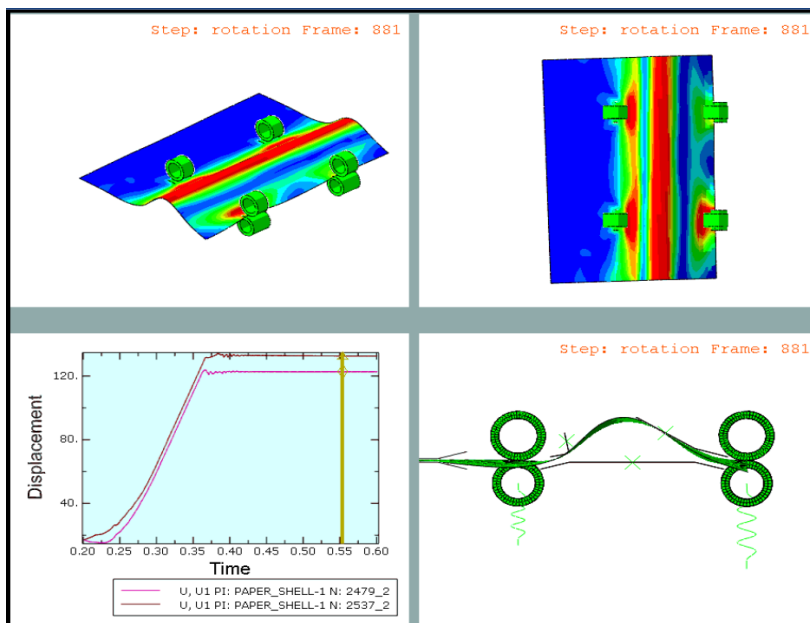 Step: rotation Frame: 881
Step: rotation Frame: 881
Step: rotation Frame: 881
120.
80.
40.
Displacement
0.20 0.25 0.30 0.35 0.40 0.45 0.50 0.55 0.60
Time
U, U1 PI: PAPER_SHELL-1 N: 2479_2
U, U1 PI: PAPER_SHELL-1 N: 2537_2